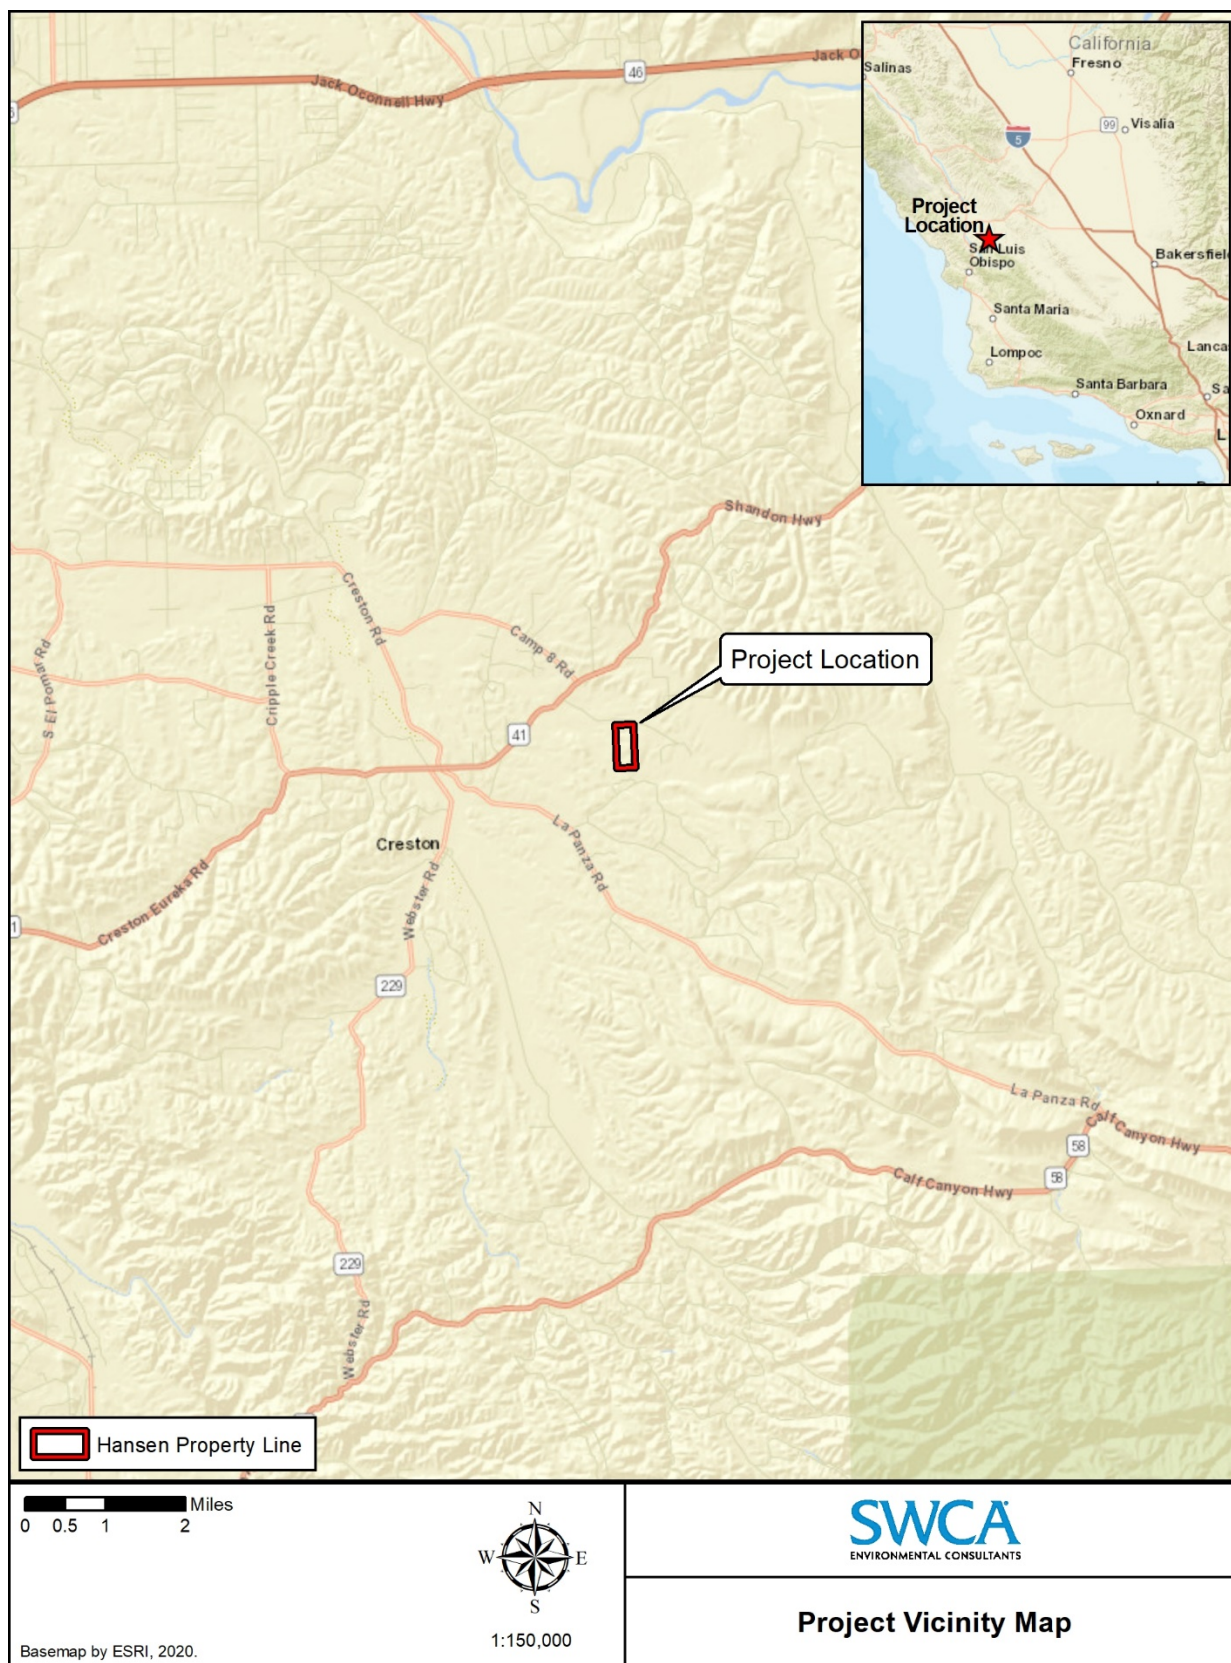 California
Salinas
Fresno
99
Visalia
5
Project
Location
San Luis
Obispo
Bakersfield
Santa Maria
Lompoc
Lancas
Santa Barbara
Sa
Oxnard
L
Jack Oconnell Hwy
46
Jack O
Shandon Hwy
Creston Rd
Camp 8 Rd
Cripple Creek Rd
S El Pomar Rd
Project Location
41
La Panza Rd
Creston
Webster Rd
Creston Eureka Rd
1
229
La Panza Rd
Calf Canyon Hwy
58
58
Calf Canyon Hwy
229
Webster Rd
Hansen Property Line
Miles
0 0.5 1 2
N
W E
S
1:150,000
Basemap by ESRI, 2020.
SWCA
ENVIRONMENTAL CONSULTANTS
Project Vicinity Map